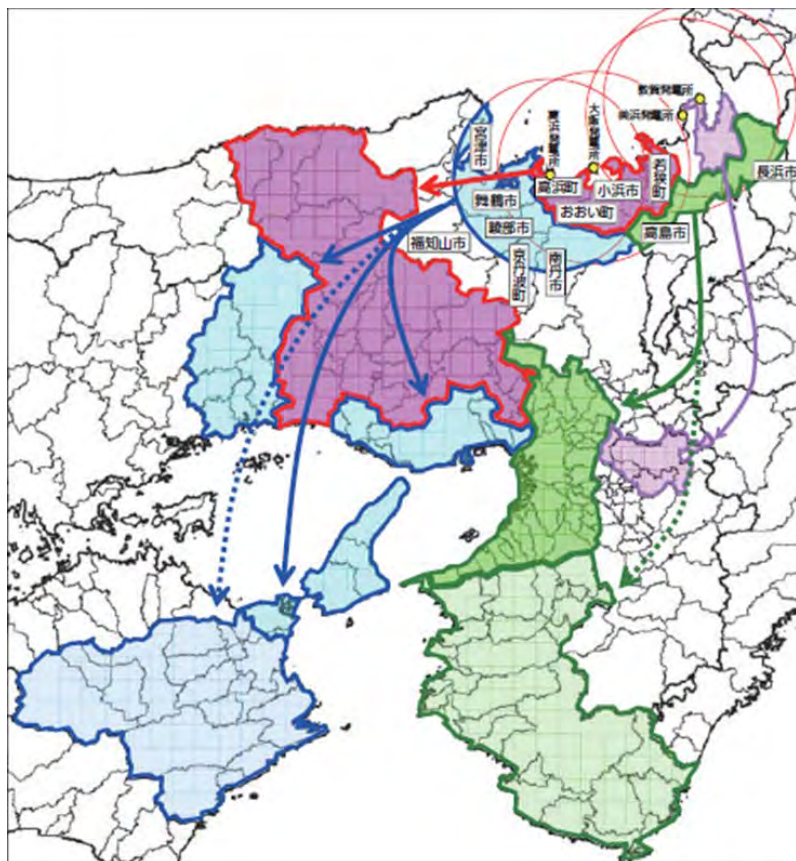 敦賀発電所
美浜発電所
大飯発電所
高浜発電所
宮津市
若狭町
長浜市
高浜町
小浜市
舞鶴市
おおい町
綾部市
高島市
福知山市
京丹波町
南丹市